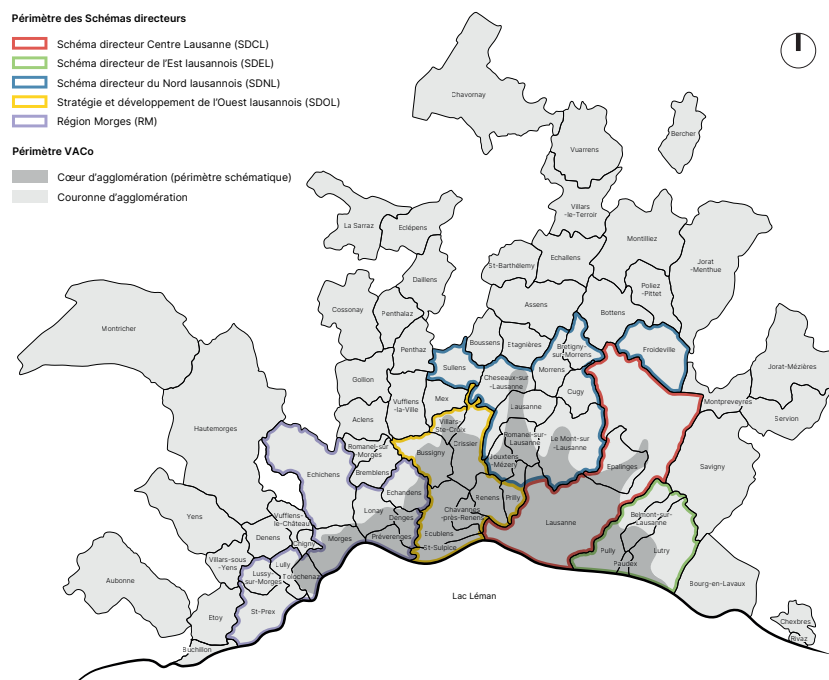 Périmètre des Schémas directeurs
Schéma directeur Centre Lausanne (SDCL)
Schéma directeur de l'Est lausannois (SDEL)
Schéma directeur du Nord lausannois (SDNL)
Stratégie et développement de l'Ouest lausannois (SDOL)
Région Morges (RM)
Périmètre VACo
Cœur d'agglomération (périmètre schématique)
Couronne d'agglomération
Chavornay
Bercher
Vuarrens
Villars
-le-Terroir
La Sarraz
Eclépens
Montilliez
Jorat
-Menthue
Echallens
St-Barthélemy
Daillens
Poliez
-Pittet
Assens
Cossonay
Penthalaz
Bottens
Montricher
Boussens
Etagnières
Bretigny-
sur-Morrens
Froideville
Penthaz
Sullens
Jorat-Mézières
Morrens
Gollion
Cheseaux-sur
-Lausanne
Cugy
Mex
Vufflens
-la-Ville
Montpreveyres
Lausanne
Servion
Aclens
Villars-
Ste-Croix
Hautemorges
Crissier
Romanel-sur-
Lausanne
Le Mont-sur
-Lausanne
Romanel-sur
-Morges
Bussigny
Jouxtens
-Mézery
Epalinges
Savigny
Echichens
Bremblens
Echandens
Renens
Prilly
Lonay
Chavannes
-près-Renens
Yens
Vufflens-
le-Château
Denges
Belmont-sur-
Lausanne
Lausanne
Denens
Chigny
Morges
Préverenges
Ecublens
St-Sulpice
Pully
Lutry
Villars-sous
-Yens
Lully
Paudex
Lussy-
sur-Morges
Tolochenaz
Aubonne
Bourg-en-Lavaux
Lac Léman
St-Prex
Etoy
Chexbres
Rivaz
Buchillon